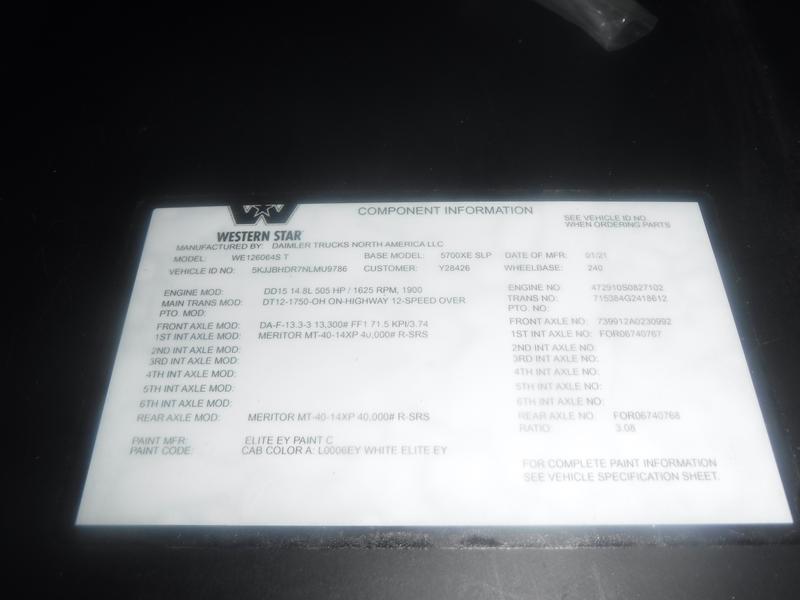 COMPONENT INFORMATION
SEE VEHICLE ID NO.
WHEN ORDERING PARTS
WESTERN STAR
MANUFACTURED BY: DAIMLER TRUCKS NORTH AMERICA LLC
MODEL: WE126064S T BASE MODEL: 5700XE SLP DATE OF MFR: 01/21
VEHICLE ID NO: 5KJJBHDR7NLMU9786 CUSTOMER: Y28426 WHEELBASE: 240
ENGINE MOD: DD15 14.8L 505 HP / 1625 RPM, 1900 ENGINE NO: 472910S0827102
MAIN TRANS MOD: DT12-1750-OH ON-HIGHWAY 12-SPEED OVER TRANS NO: 715384G2418612
PTO. MOD: PTO. NO:
FRONT AXLE MOD: DA-F-13.3-3 13,300# FF1 71.5 KPI/3.74 FRONT AXLE NO: 739912A0230992
1ST INT AXLE MOD: MERITOR MT-40-14XP 40,000# R-SRS 1ST INT AXLE NO: FOR06740767
2ND INT AXLE MOD: 2ND INT AXLE NO:
3RD INT AXLE MOD: 3RD INT AXLE NO:
4TH INT AXLE MOD: 4TH INT AXLE NO:
5TH INT AXLE MOD: 5TH INT AXLE NO:
6TH INT AXLE MOD: 6TH INT AXLE NO:
REAR AXLE MOD: MERITOR MT-40-14XP 40,000# R-SRS REAR AXLE NO: FOR06740768
RATIO: 3.08
PAINT MFR: ELITE EY PAINT C
PAINT CODE: CAB COLOR A: L0006EY WHITE ELITE EY
FOR COMPLETE PAINT INFORMATION
SEE VEHICLE SPECIFICATION SHEET.